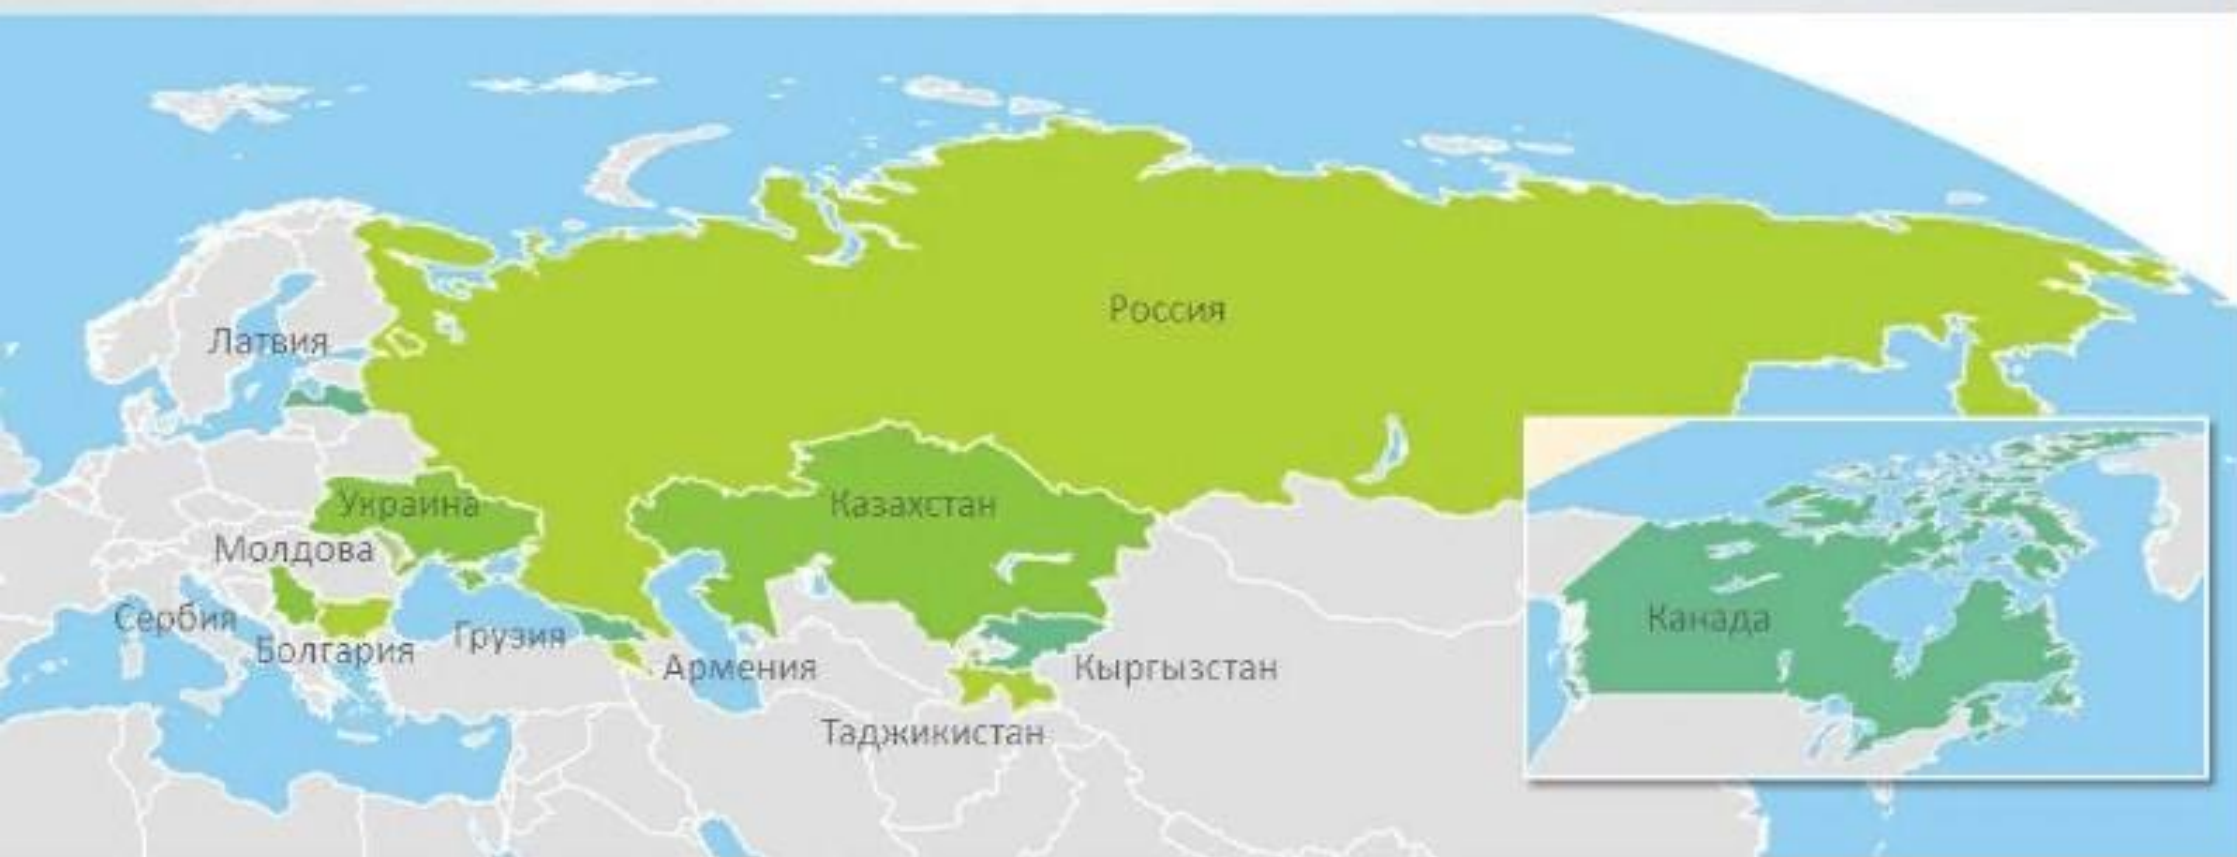 Россия
Латвия
Украина
Казахстан
Молдова
Сербия
Болгария
Грузия
Армения
Кыргызстан
Таджикистан
Канада